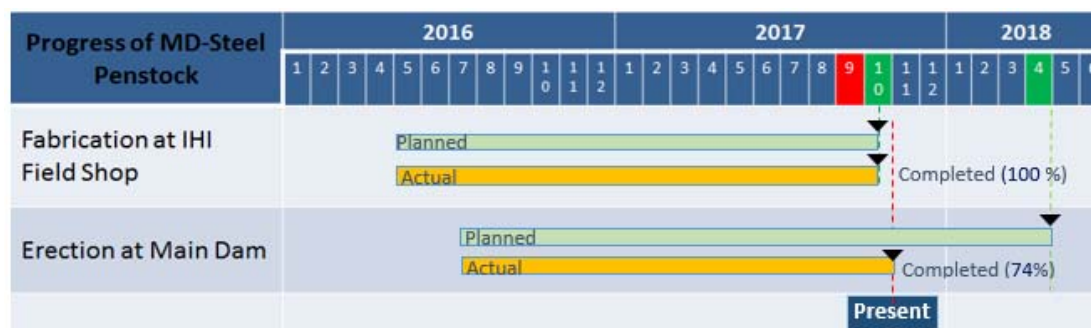 Progress of MD-Steel
Penstock
2016 2017 2018
1 2 3 4 5 6 7 8 9 10 11 12 1 2 3 4 5 6 7 8 9 10 11 12 1 2 3 4 5
Fabrication at IHI
Field Shop
Planned
Actual
Completed (100 %)
Erection at Main Dam
Planned
Actual
Completed (74%)
Present